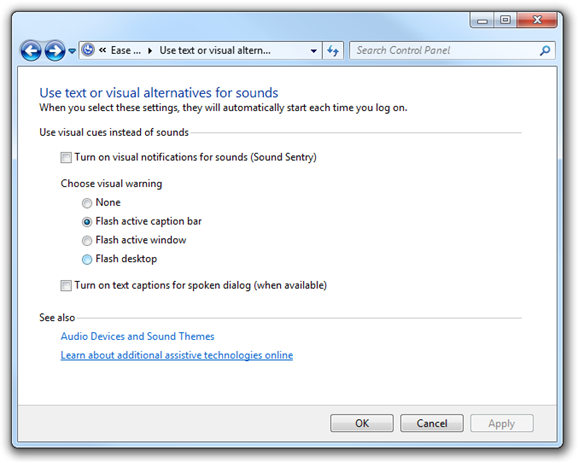 « Ease ... ▸ Use text or visual altern...
Search Control Panel
Use text or visual alternatives for sounds
When you select these settings, they will automatically start each time you log on.
Use visual cues instead of sounds
Turn on visual notifications for sounds (Sound Sentry)
Choose visual warning
None
Flash active caption bar
Flash active window
Flash desktop
Turn on text captions for spoken dialog (when available)
See also
Audio Devices and Sound Themes
Learn about additional assistive technologies online
OK Cancel Apply